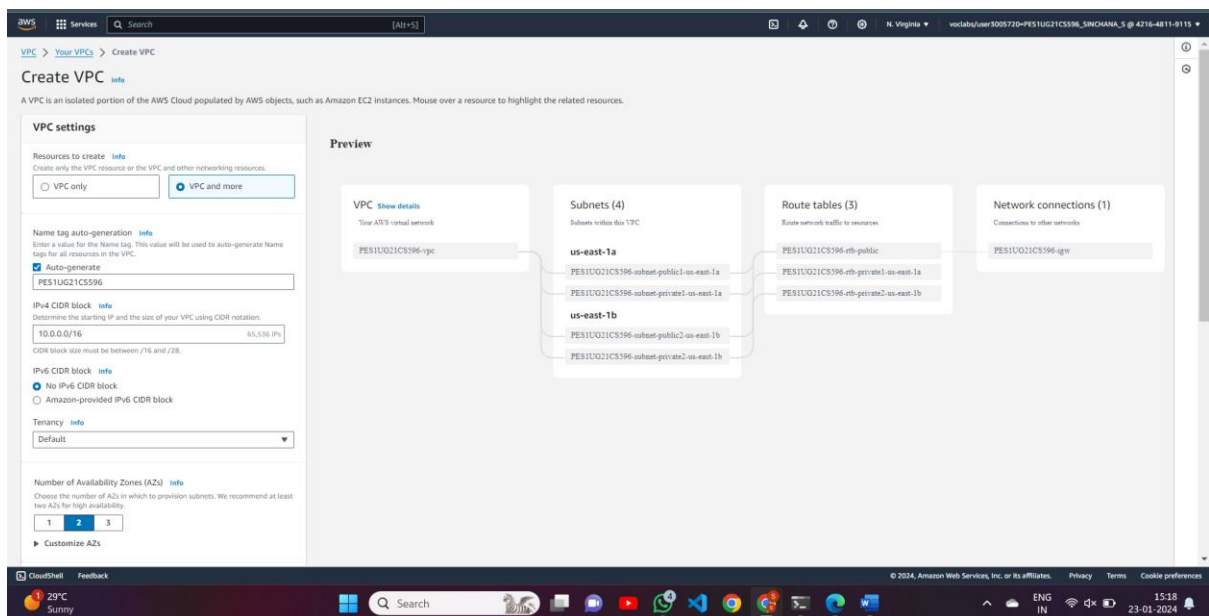 aws Services Search [Alt+S] N. Virginia voclabs/user3005720=PES1UG21CS596_SINCHANA_S @ 4216-4811-9115
VPC > Your VPCs > Create VPC
Create VPC Info
A VPC is an isolated portion of the AWS Cloud populated by AWS objects, such as Amazon EC2 instances. Mouse over a resource to highlight the related resources.
VPC settings
Resources to create Info
Create only the VPC resource or the VPC and other networking resources.
VPC only VPC and more
Name tag auto-generation Info
Enter a value for the Name tag. This value will be used to auto-generate Name
tags for all resources in the VPC.
Auto-generate
PES1UG21CS596
IPv4 CIDR block Info
Determine the starting IP and the size of your VPC using CIDR notation.
10.0.0.0/16 65,536 IPs
CIDR block size must be between /16 and /28.
IPv6 CIDR block Info
No IPv6 CIDR block
Amazon-provided IPv6 CIDR block
Tenancy Info
Default
Number of Availability Zones (AZs) Info
Choose the number of AZs in which to provision subnets. We recommend at least
two AZs for high availability.
1 2 3
Customize AZs
Preview
VPC Show details
Your AWS virtual network
PES1UG21CS596-vpc
Subnets (4)
Subnets within this VPC
us-east-1a
PES1UG21CS596-subnet-public1-us-east-1a
PES1UG21CS596-subnet-private1-us-east-1a
us-east-1b
PES1UG21CS596-subnet-public2-us-east-1b
PES1UG21CS596-subnet-private2-us-east-1b
Route tables (3)
Route network traffic to resources
PES1UG21CS596-rtb-public
PES1UG21CS596-rtb-private1-us-east-1a
PES1UG21CS596-rtb-private2-us-east-1b
Network connections (1)
Connections to other networks
PES1UG21CS596-igw
CloudShell Feedback © 2024, Amazon Web Services, Inc. or its affiliates. Privacy Terms Cookie preferences
1 29°C
Sunny
Search
ENG
IN
15:18
23-01-2024